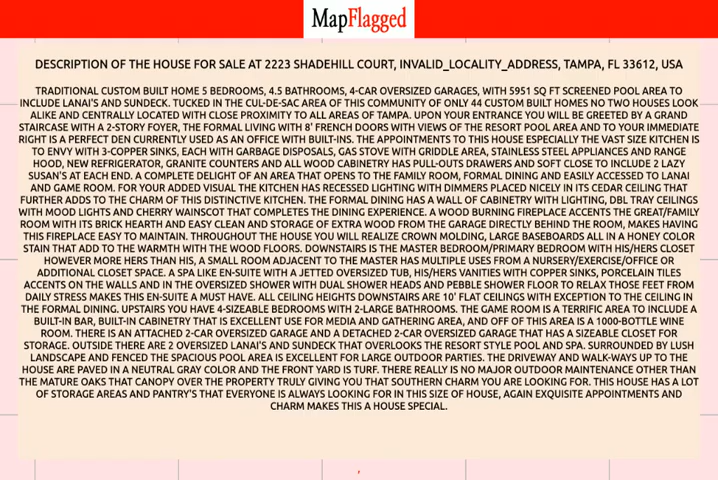 MapFlagged
DESCRIPTION OF THE HOUSE FOR SALE AT 2223 SHADEHILL COURT, INVALID_LOCALITY_ADDRESS, TAMPA, FL 33612, USA
TRADITIONAL CUSTOM BUILT HOME 5 BEDROOMS, 4.5 BATHROOMS, 4-CAR OVERSIZED GARAGES, WITH 5951 SQ FT SCREENED POOL AREA TO
INCLUDE LANAI'S AND SUNDECK. TUCKED IN THE CUL-DE-SAC AREA OF THIS COMMUNITY OF ONLY 44 CUSTOM BUILT HOMES NO TWO HOUSES LOOK
ALIKE AND CENTRALLY LOCATED WITH CLOSE PROXIMITY TO ALL AREAS OF TAMPA. UPON YOUR ENTRANCE YOU WILL BE GREETED BY A GRAND
STAIRCASE WITH A 2-STORY FOYER, THE FORMAL LIVING WITH 8' FRENCH DOORS WITH VIEWS OF THE RESORT POOL AREA AND TO YOUR IMMEDIATE
RIGHT IS A PERFECT DEN CURRENTLY USED AS AN OFFICE WITH BUILT-INS. THE APPOINTMENTS TO THIS HOUSE ESPECIALLY THE VAST SIZE KITCHEN IS
TO ENVY WITH 3-COPPER SINKS, EACH WITH GARBAGE DISPOSALS, GAS STOVE WITH GRIDDLE AREA, STAINLESS STEEL APPLIANCES AND RANGE
HOOD, NEW REFRIGERATOR, GRANITE COUNTERS AND ALL WOOD CABINETRY HAS PULL-OUTS DRAWERS AND SOFT CLOSE TO INCLUDE 2 LAZY
SUSAN'S AT EACH END. A COMPLETE DELIGHT OF AN AREA THAT OPENS TO THE FAMILY ROOM, FORMAL DINING AND EASILY ACCESSED TO LANAI
AND GAME ROOM. FOR YOUR ADDED VISUAL THE KITCHEN HAS RECESSED LIGHTING WITH DIMMERS PLACED NICELY IN ITS CEDAR CEILING THAT
FURTHER ADDS TO THE CHARM OF THIS DISTINCTIVE KITCHEN. THE FORMAL DINING HAS A WALL OF CABINETRY WITH LIGHTING, DBL TRAY CEILINGS
WITH MOOD LIGHTS AND CHERRY WAINSCOT THAT COMPLETES THE DINING EXPERIENCE. A WOOD BURNING FIREPLACE ACCENTS THE GREAT/FAMILY
ROOM WITH ITS BRICK HEARTH AND EASY CLEAN AND STORAGE OF EXTRA WOOD FROM THE GARAGE DIRECTLY BEHIND THE ROOM, MAKES HAVING
THIS FIREPLACE EASY TO MAINTAIN. THROUGHOUT THE HOUSE YOU WILL REALIZE CROWN MOLDING, LARGE BASEBOARDS ALL IN A HONEY COLOR
STAIN THAT ADD TO THE WARMTH WITH THE WOOD FLOORS. DOWNSTAIRS IS THE MASTER BEDROOM/PRIMARY BEDROOM WITH HIS/HERS CLOSET
HOWEVER MORE HERS THAN HIS, A SMALL ROOM ADJACENT TO THE MASTER HAS MULTIPLE USES FROM A NURSERY/EXERCISE/OFFICE OR
ADDITIONAL CLOSET SPACE. A SPA LIKE EN-SUITE WITH A JETTED OVERSIZED TUB, HIS/HERS VANITIES WITH COPPER SINKS, PORCELAIN TILES
ACCENTS ON THE WALLS AND IN THE OVERSIZED SHOWER WITH DUAL SHOWER HEADS AND PEBBLE SHOWER FLOOR TO RELAX THOSE FEET FROM
DAILY STRESS MAKES THIS EN-SUITE A MUST HAVE. ALL CEILING HEIGHTS DOWNSTAIRS ARE 10' FLAT CEILINGS WITH EXCEPTION TO THE CEILING IN
THE FORMAL DINING. UPSTAIRS YOU HAVE 4-SIZEABLE BEDROOMS WITH 2-LARGE BATHROOMS. THE GAME ROOM IS A TERRIFIC AREA TO INCLUDE A
BUILT-IN BAR, BUILT-IN CABINETRY THAT IS EXCELLENT USE FOR MEDIA AND GATHERING AREA, AND OFF OF THIS AREA IS A 1000-BOTTLE WINE
ROOM. THERE IS AN ATTACHED 2-CAR OVERSIZED GARAGE AND A DETACHED 2-CAR OVERSIZED GARAGE THAT HAS A SIZEABLE CLOSET FOR
STORAGE. OUTSIDE THERE ARE 2 OVERSIZED LANAI'S AND SUNDECK THAT OVERLOOKS THE RESORT STYLE POOL AND SPA. SURROUNDED BY LUSH
LANDSCAPE AND FENCED THE SPACIOUS POOL AREA IS EXCELLENT FOR LARGE OUTDOOR PARTIES. THE DRIVEWAY AND WALK-WAYS UP TO THE
HOUSE ARE PAVED IN A NEUTRAL GRAY COLOR AND THE FRONT YARD IS TURF. THERE REALLY IS NO MAJOR OUTDOOR MAINTENANCE OTHER THAN
THE MATURE OAKS THAT CANOPY OVER THE PROPERTY TRULY GIVING YOU THAT SOUTHERN CHARM YOU ARE LOOKING FOR. THIS HOUSE HAS A LOT
OF STORAGE AREAS AND PANTRY'S THAT EVERYONE IS ALWAYS LOOKING FOR IN THIS SIZE OF HOUSE, AGAIN EXQUISITE APPOINTMENTS AND
CHARM MAKES THIS A HOUSE SPECIAL.